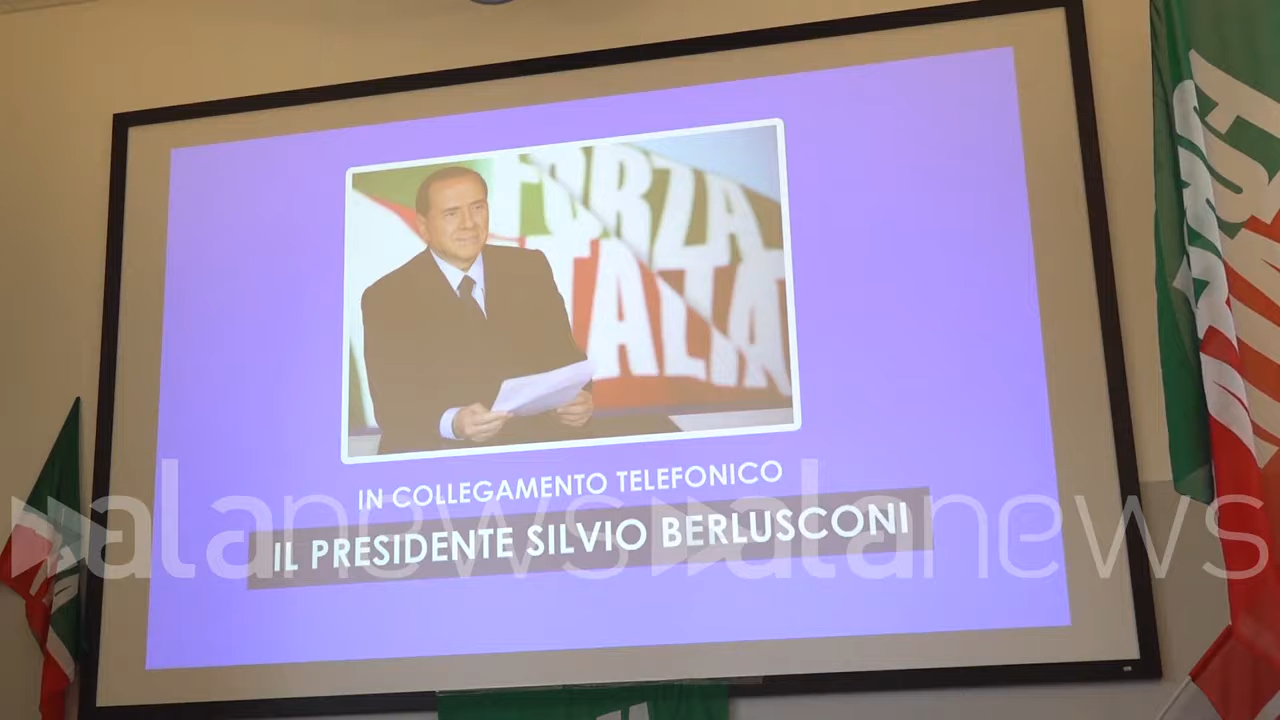 FORZA
ITALIA
IN COLLEGAMENTO TELEFONICO
IL PRESIDENTE SILVIO BERLUSCONI
alanews alanews